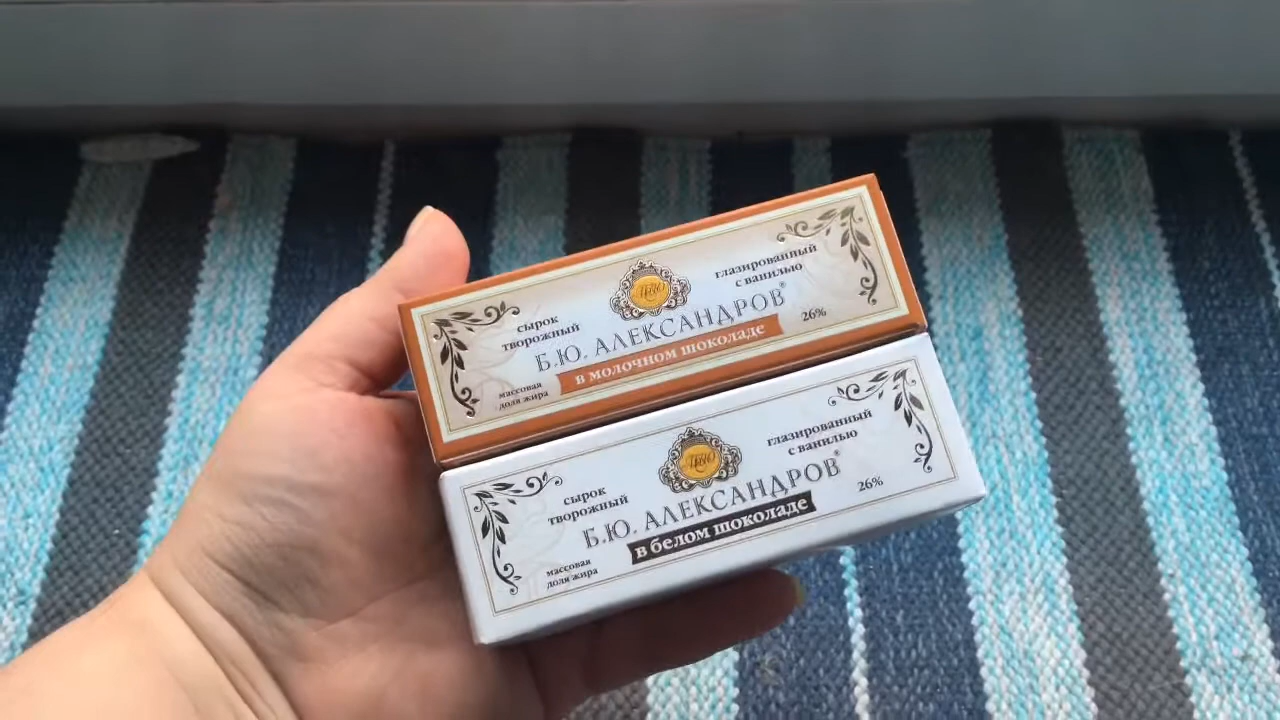 сырок
творожный
глазированный
с ванилью
Б.Ю. АЛЕКСАНДРОВ®
в молочном шоколаде
массовая
доля жира
26%
сырок
творожный
глазированный
с ванилью
Б.Ю. АЛЕКСАНДРОВ®
в белом шоколаде
массовая
доля жира
26%